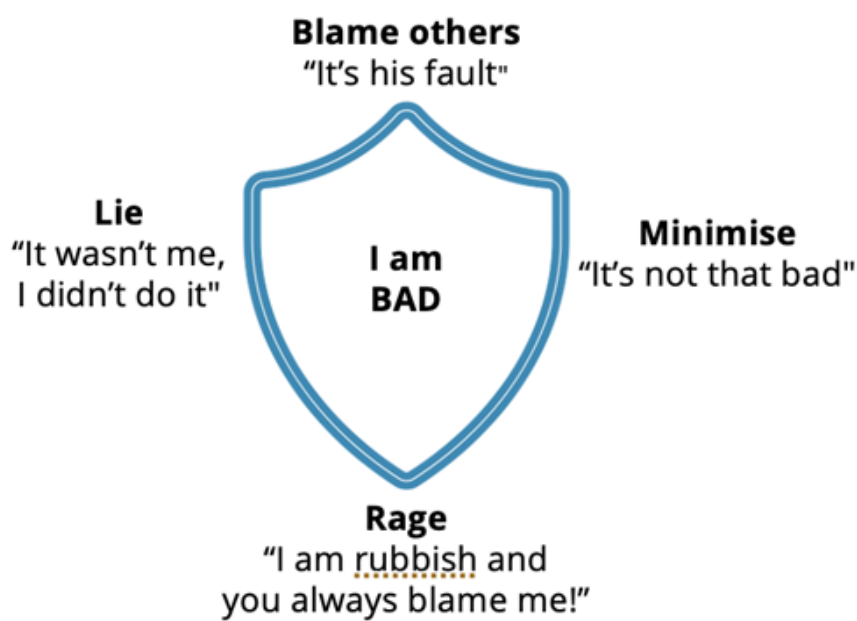 Blame others
“It’s his fault"
Lie
“It wasn’t me,
I didn’t do it"
I am
BAD
Minimise
“It’s not that bad"
Rage
“I am rubbish and
you always blame me!”